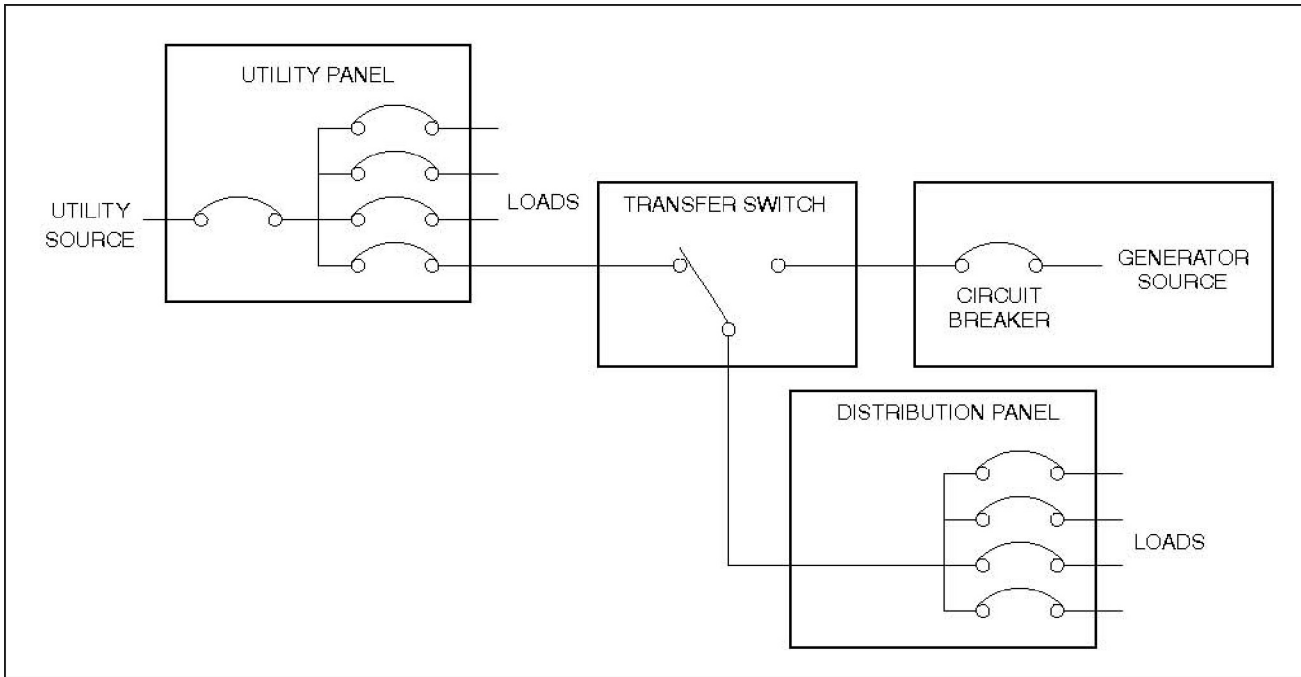 UTILITY PANEL
UTILITY
SOURCE
LOADS
TRANSFER SWITCH
GENERATOR
SOURCE
CIRCUIT
BREAKER
DISTRIBUTION PANEL
LOADS